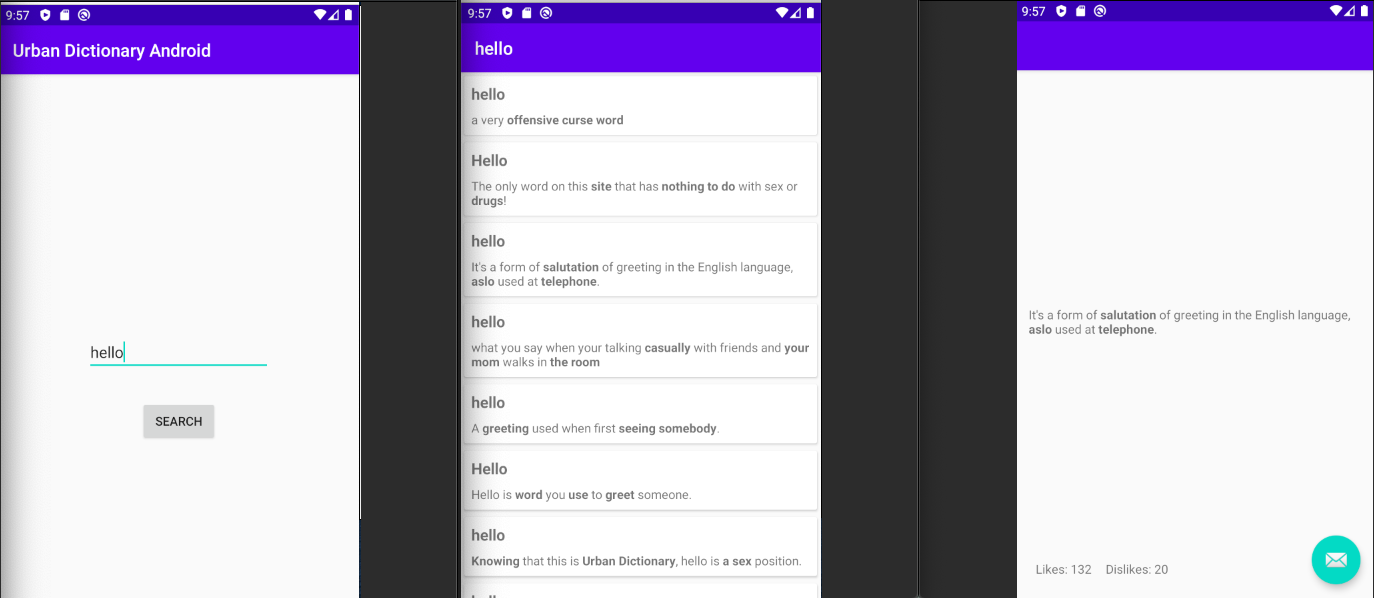 9:57
Urban Dictionary Android
hello
SEARCH
9:57
hello
hello
a very offensive curse word
Hello
The only word on this site that has nothing to do with sex or
drugs!
hello
It's a form of salutation of greeting in the English language,
aslo used at telephone.
hello
what you say when your talking casually with friends and your
mom walks in the room
hello
A greeting used when first seeing somebody.
Hello
Hello is word you use to greet someone.
hello
Knowing that this is Urban Dictionary, hello is a sex position.
hello
9:57
It's a form of salutation of greeting in the English language,
aslo used at telephone.
Likes: 132 Dislikes: 20